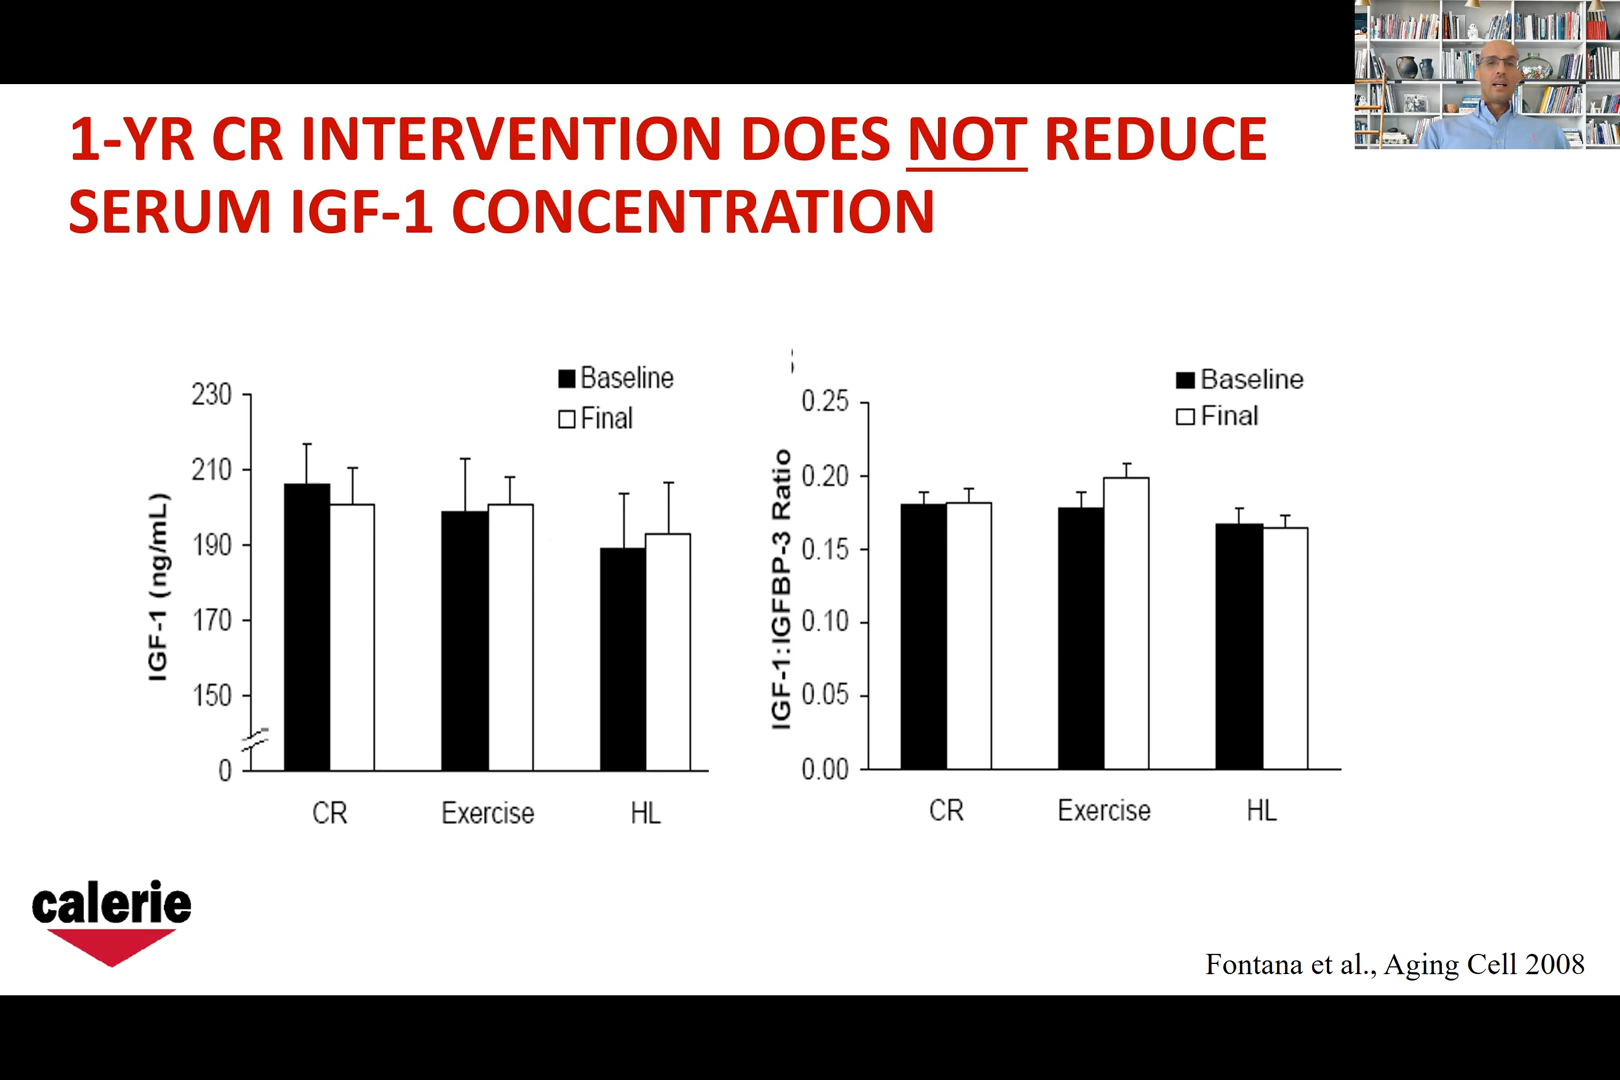 1-YR CR INTERVENTION DOES NOT REDUCE
SERUM IGF-1 CONCENTRATION
Baseline
Final
230
210
190
170
150
0
IGF-1 (ng/mL)
CR
Exercise
HL
Baseline
Final
0.25
0.20
0.15
0.10
0.05
0.00
IGF-1:IGFBP-3 Ratio
CR
Exercise
HL
calerie
Fontana et al., Aging Cell 2008